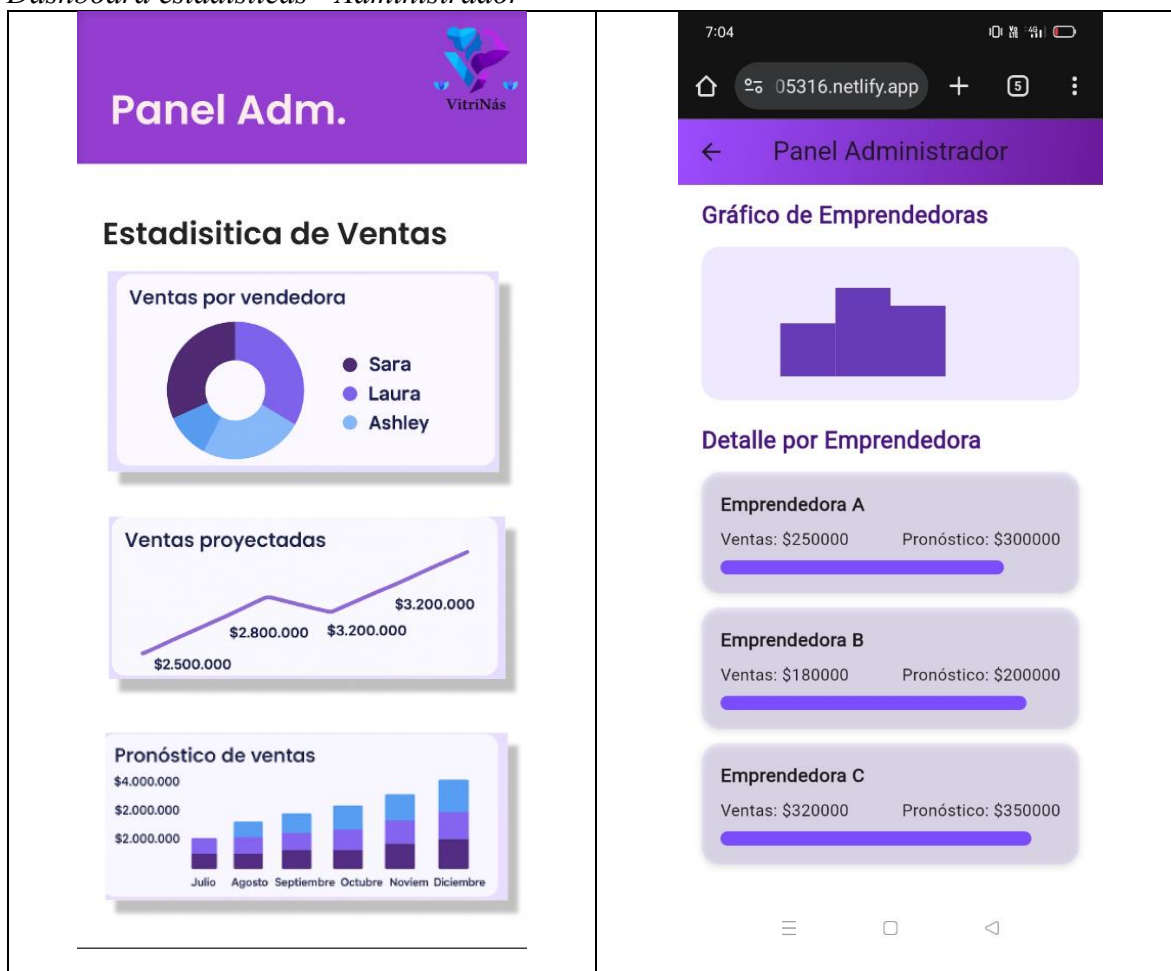 Dashboard estadísticas - Administrador
Panel Adm.
VitriNás
Estadisitica de Ventas
Ventas por vendedora
Sara
Laura
Ashley
Ventas proyectadas
$3.200.000
$2.800.000 $3.200.000
$2.500.000
Pronóstico de ventas
$4.000.000
$2.000.000
$2.000.000
Julio Agosto Septiembre Octubre Noviem Diciembre
7:04
4G
05316.netlify.app
5
Panel Administrador
Gráfico de Emprendedoras
Detalle por Emprendedora
Emprendedora A
Ventas: $250000 Pronóstico: $300000
Emprendedora B
Ventas: $180000 Pronóstico: $200000
Emprendedora C
Ventas: $320000 Pronóstico: $350000